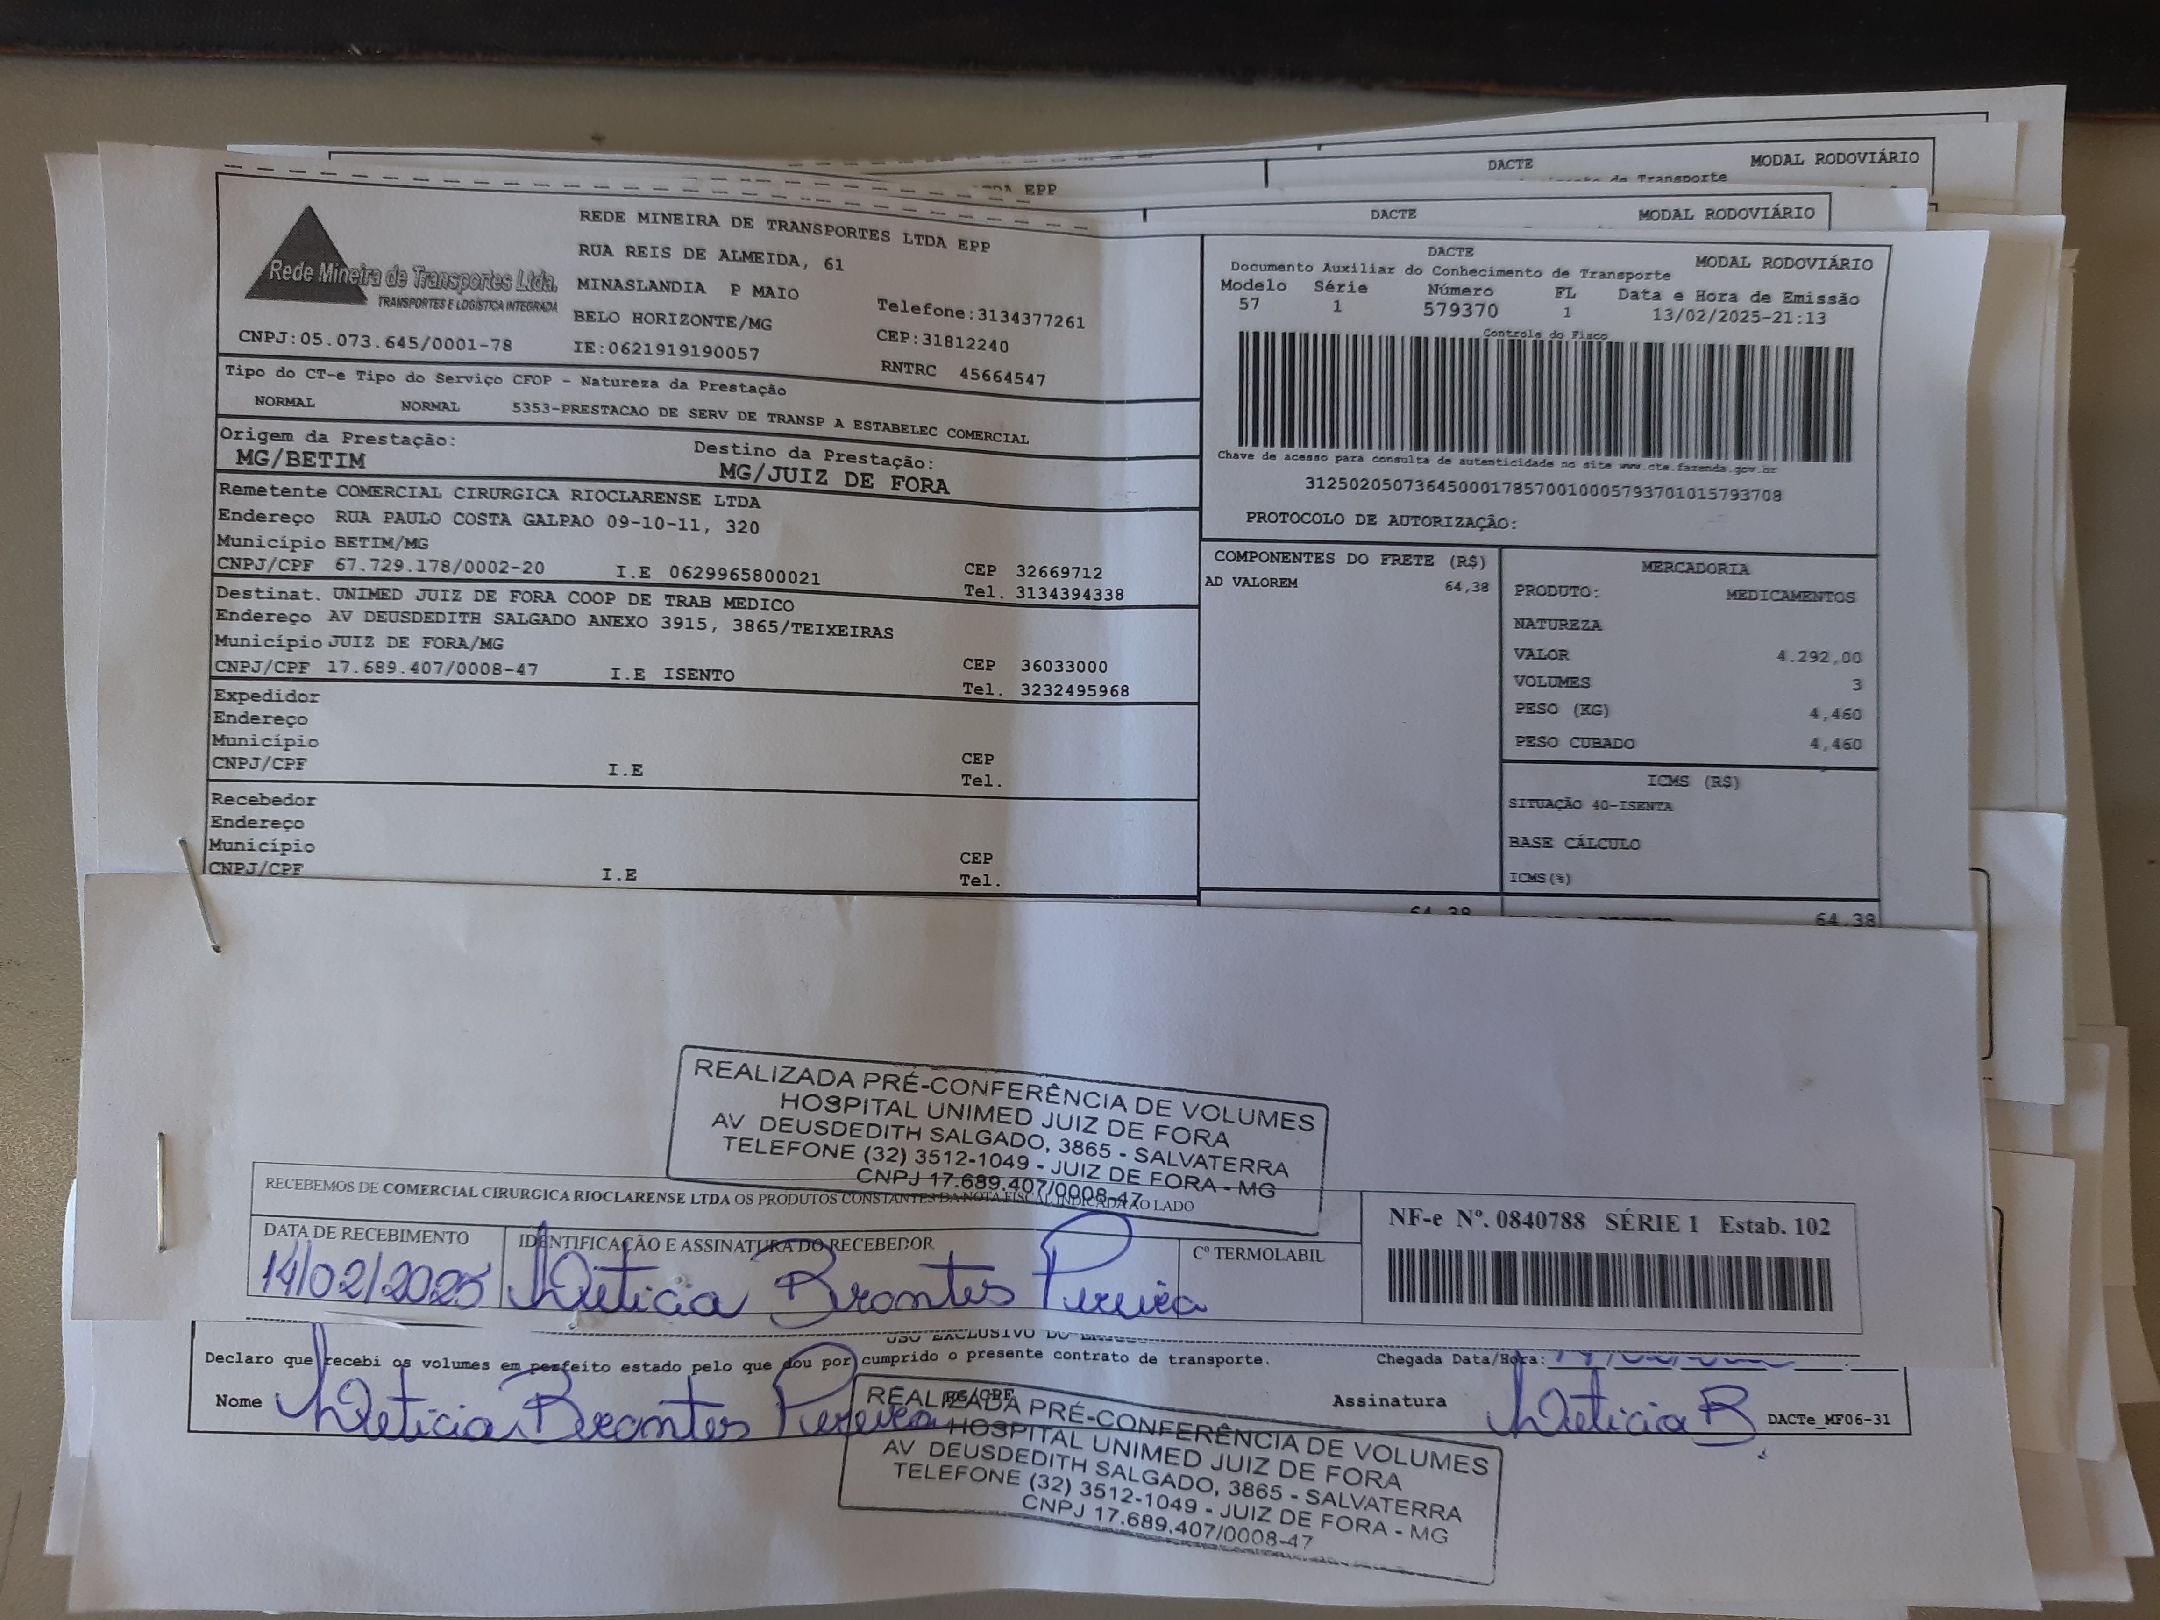 DACTE MODAL RODOVIÁRIO
de Transporte
EPP
DACTE MODAL RODOVIÁRIO
Rede Mineira de Transportes Ltda.
TRANSPORTES E LOGÍSTICA INTEGRADA
CNPJ:05.073.645/0001-78
REDE MINEIRA DE TRANSPORTES LTDA EPP
RUA REIS DE ALMEIDA, 61
MINASLANDIA P MAIO
BELO HORIZONTE/MG
IE:0621919190057
Telefone:3134377261
CEP:31812240
RNTRC 45664547
DACTE MODAL RODOVIÁRIO
Documento Auxiliar do Conhecimento de Transporte
Modelo Série Número FL Data e Hora de Emissão
57 1 579370 1 13/02/2025-21:13
Controle do Fisco
Chave de acesso para consulta de autenticidade no site www.cte.fazenda.gov.br
31250205073645000178570010005793701015793708
PROTOCOLO DE AUTORIZAÇÃO:
Tipo do CT-e Tipo do Serviço CFOP - Natureza da Prestação
NORMAL NORMAL 5353-PRESTACAO DE SERV DE TRANSP A ESTABELEC COMERCIAL
Origem da Prestação: Destino da Prestação:
MG/BETIM MG/JUIZ DE FORA
Remetente COMERCIAL CIRURGICA RIOCLARENSE LTDA
Endereço RUA PAULO COSTA GALPAO 09-10-11, 320
Município BETIM/MG
CNPJ/CPF 67.729.178/0002-20 I.E 0629965800021 CEP 32669712
Tel. 3134394338
Destinat. UNIMED JUIZ DE FORA COOP DE TRAB MEDICO
Endereço AV DEUSDEDITH SALGADO ANEXO 3915, 3865/TEIXEIRAS
Município JUIZ DE FORA/MG
CNPJ/CPF 17.689.407/0008-47 I.E ISENTO CEP 36033000
Tel. 3232495968
Expedidor
Endereço
Município
CNPJ/CPF I.E CEP
Tel.
Recebedor
Endereço
Município
CNPJ/CPF I.E CEP
Tel.
COMPONENTES DO FRETE (R$)
AD VALOREM 64,38
MERCADORIA
PRODUTO: MEDICAMENTOS
NATUREZA
VALOR 4.292,00
VOLUMES 3
PESO (KG) 4,460
PESO CUBADO 4,460
ICMS (R$)
SITUAÇÃO 40-ISENTA
BASE CÁLCULO
ICMS(%)
64,38 64,38
REALIZADA PRÉ-CONFERÊNCIA DE VOLUMES
HOSPITAL UNIMED JUIZ DE FORA
AV DEUSDEDITH SALGADO, 3865 - SALVATERRA
TELEFONE (32) 3512-1049 - JUIZ DE FORA - MG
CNPJ 17.689.407/0008-47
RECEBEMOS DE COMERCIAL CIRURGICA RIOCLARENSE LTDA OS PRODUTOS CONSTANTES DA NOTA FISCAL INDICADA AO LADO
DATA DE RECEBIMENTO IDENTIFICAÇÃO E ASSINATURA DO RECEBEDOR Cº TERMOLABIL
14/02/2025 Leticia Brantes Pereira
NF-e Nº. 0840788 SÉRIE 1 Estab. 102
USO EXCLUSIVO DO
Declaro que recebi os volumes em perfeito estado pelo que dou por cumprido o presente contrato de transporte. Chegada Data/Hora:
Nome Leticia Brantes Pereira RG/CPF Assinatura Leticia B. DACTe_MF06-31
REALIZADA PRÉ-CONFERÊNCIA DE VOLUMES
HOSPITAL UNIMED JUIZ DE FORA
AV DEUSDEDITH SALGADO, 3865 - SALVATERRA
TELEFONE (32) 3512-1049 - JUIZ DE FORA - MG
CNPJ 17.689.407/0008-47